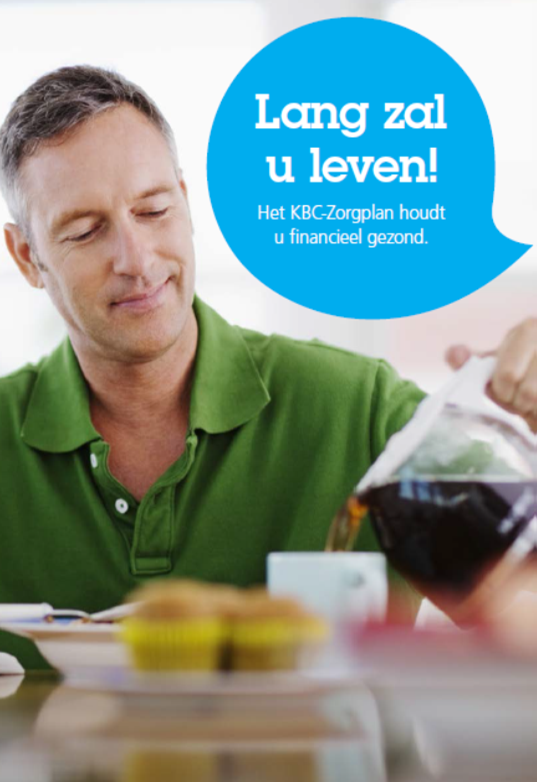 Lang zal
u leven!
Het KBC-Zorgplan houdt
u financieel gezond.